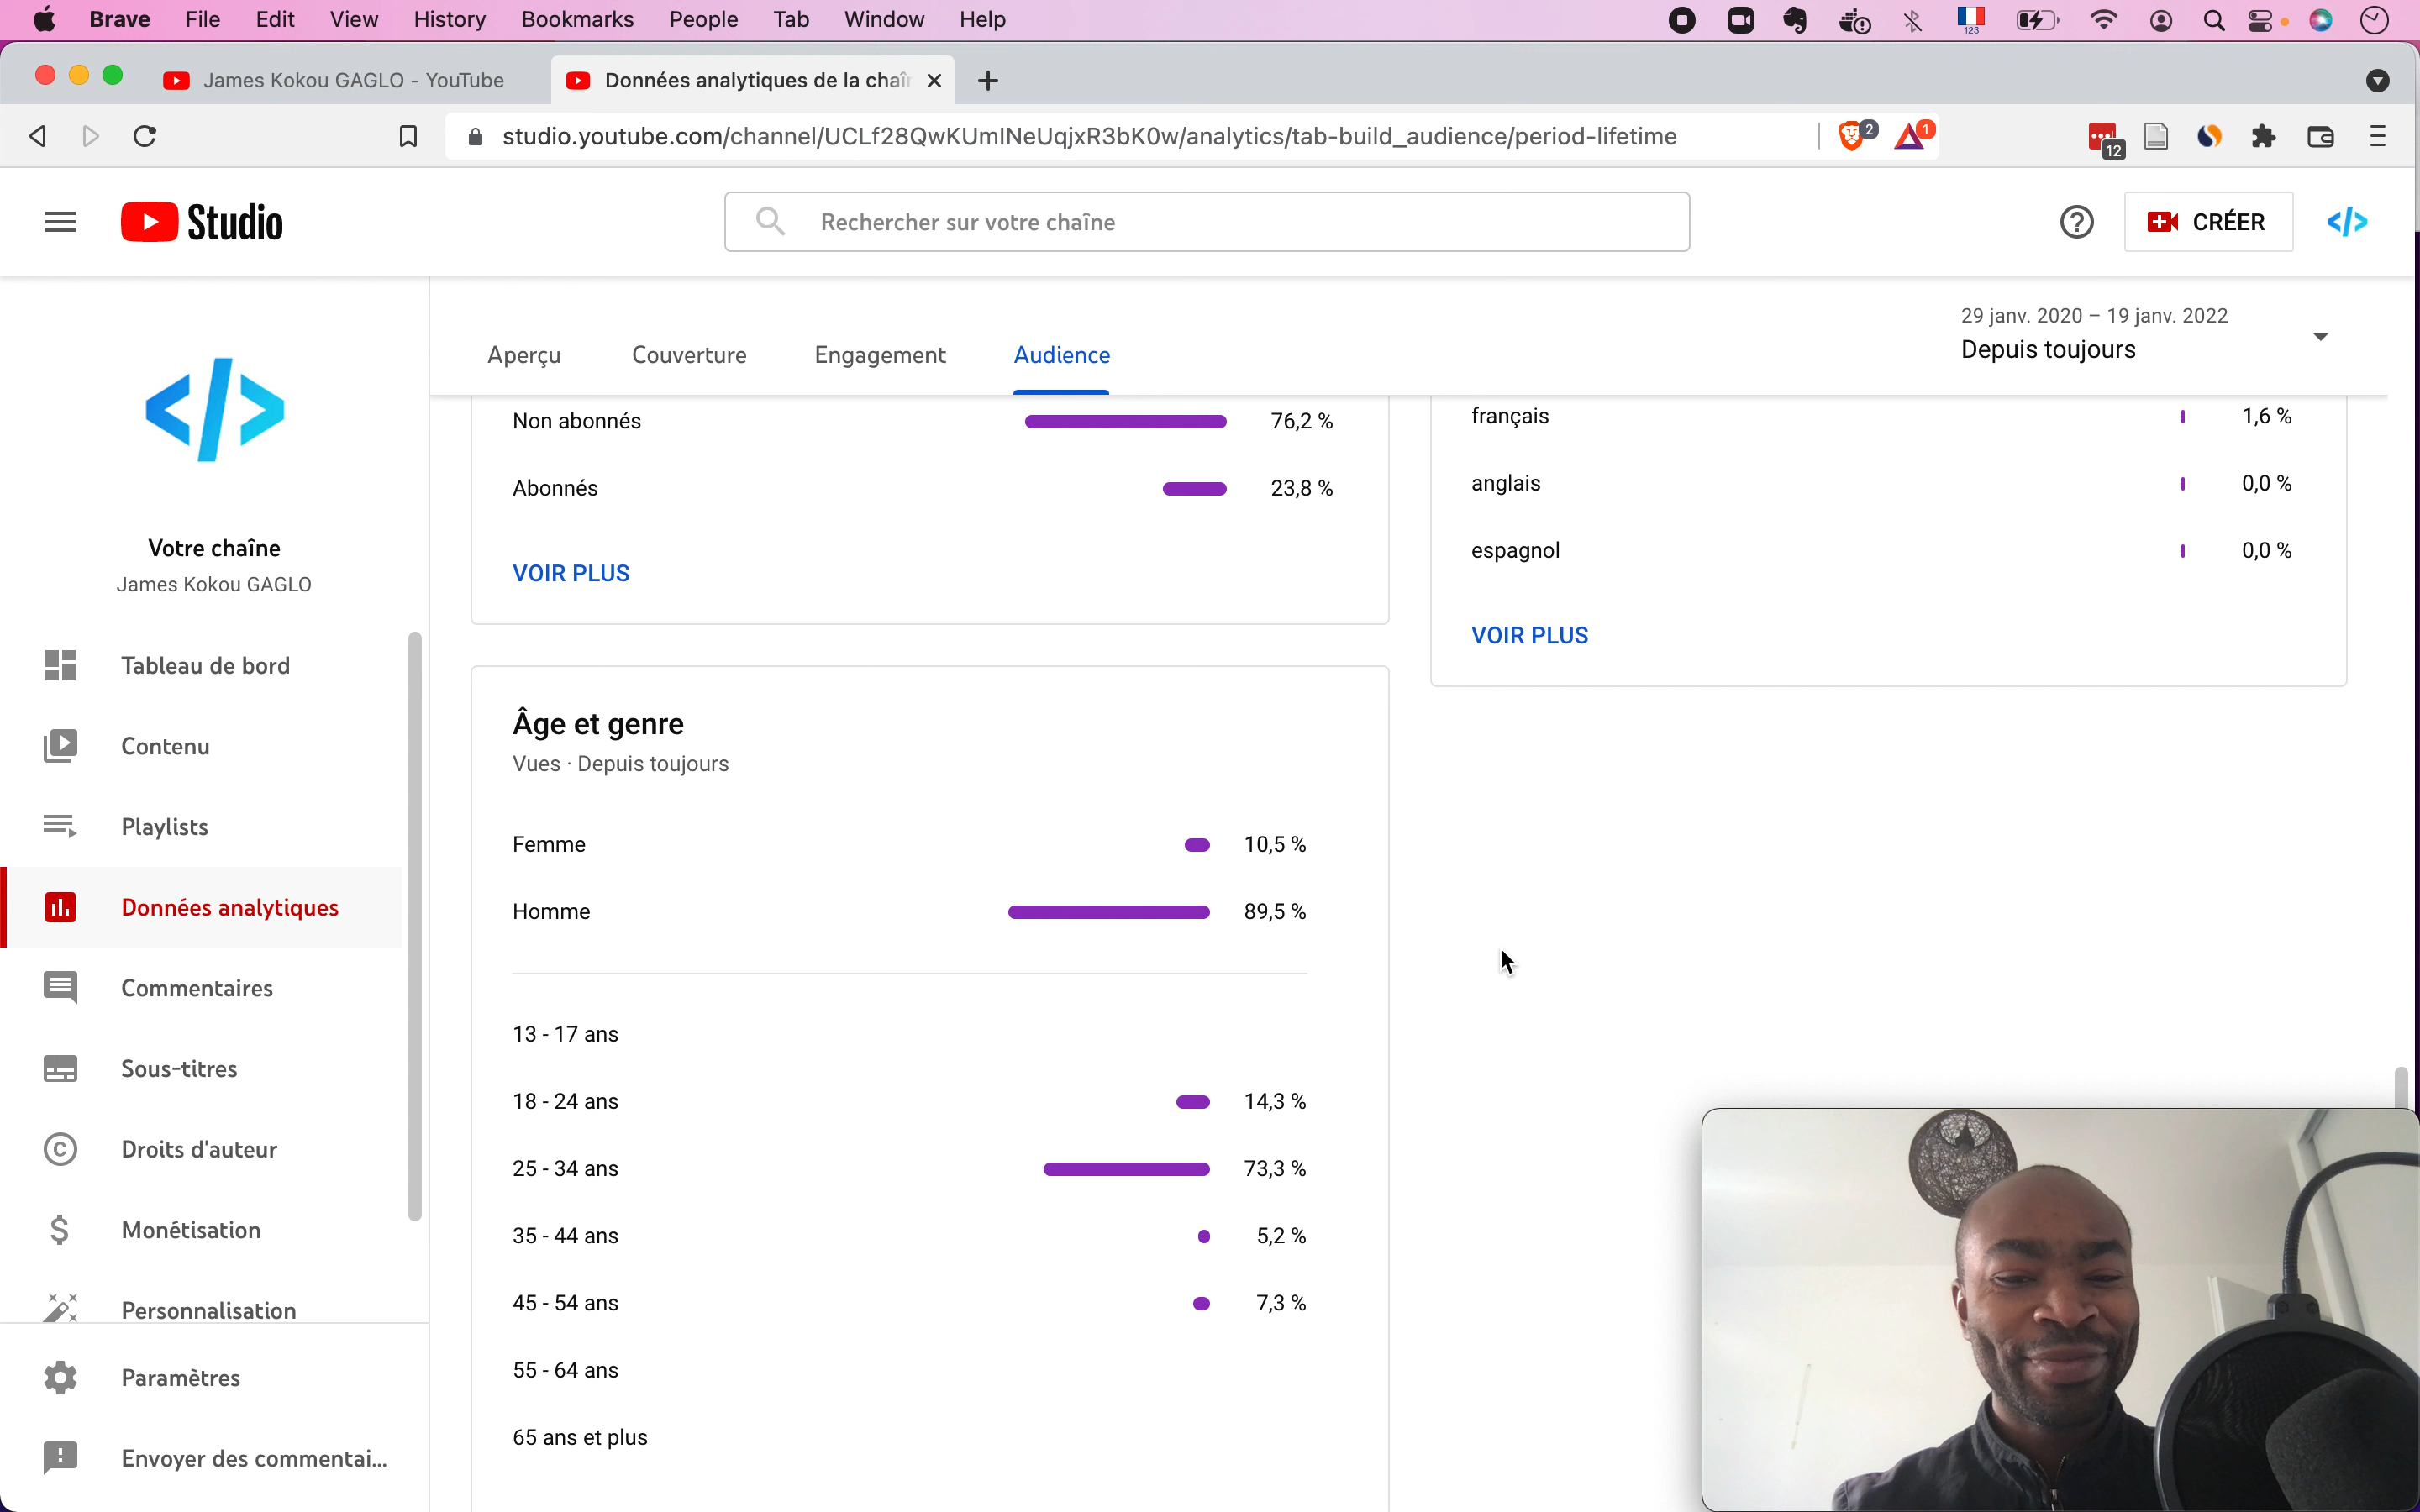 Brave File Edit View History Bookmarks People Tab Window Help
123
James Kokou GAGLO - YouTube
Données analytiques de la chaîn
studio.youtube.com/channel/UCLf28QwKUmINeUqjxR3bK0w/analytics/tab-build_audience/period-lifetime
2
1
12
Studio
Rechercher sur votre chaîne
CRÉER
Votre chaîne
James Kokou GAGLO
Tableau de bord
Contenu
Playlists
Données analytiques
Commentaires
Sous-titres
Droits d'auteur
Monétisation
Personnalisation
Paramètres
Envoyer des commentai...
Aperçu Couverture Engagement Audience
29 janv. 2020 – 19 janv. 2022
Depuis toujours
Non abonnés 76,2 %
Abonnés 23,8 %
VOIR PLUS
Âge et genre
Vues · Depuis toujours
Femme 10,5 %
Homme 89,5 %
13 - 17 ans
18 - 24 ans 14,3 %
25 - 34 ans 73,3 %
35 - 44 ans 5,2 %
45 - 54 ans 7,3 %
55 - 64 ans
65 ans et plus
français 1,6 %
anglais 0,0 %
espagnol 0,0 %
VOIR PLUS